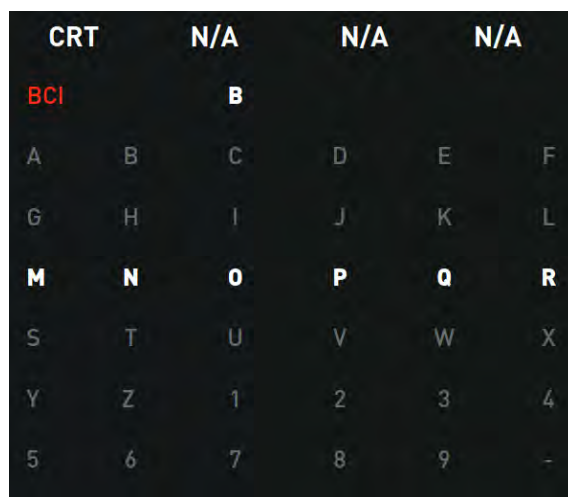 CRT N/A N/A N/A
BCI B
A B C D E F
G H I J K L
M N O P Q R
S T U V W X
Y Z 1 2 3 4
5 6 7 8 9 -